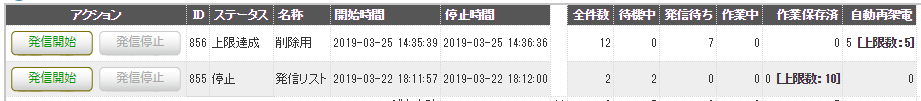 アクション ID ステータス 名称 開始時間 停止時間 全件数 待機中 発信待ち 作業中 作業保存済 自動再架電
発信開始 発信停止 856 上限達成 削除用 2019-03-25 14:35:39 2019-03-25 14:36:36 12 0 7 0 0 5 [上限数:5]
発信開始 発信停止 855 停止 発信リスト 2019-03-22 18:11:57 2019-03-22 18:12:00 2 2 0 0 0 0 [上限数:10]